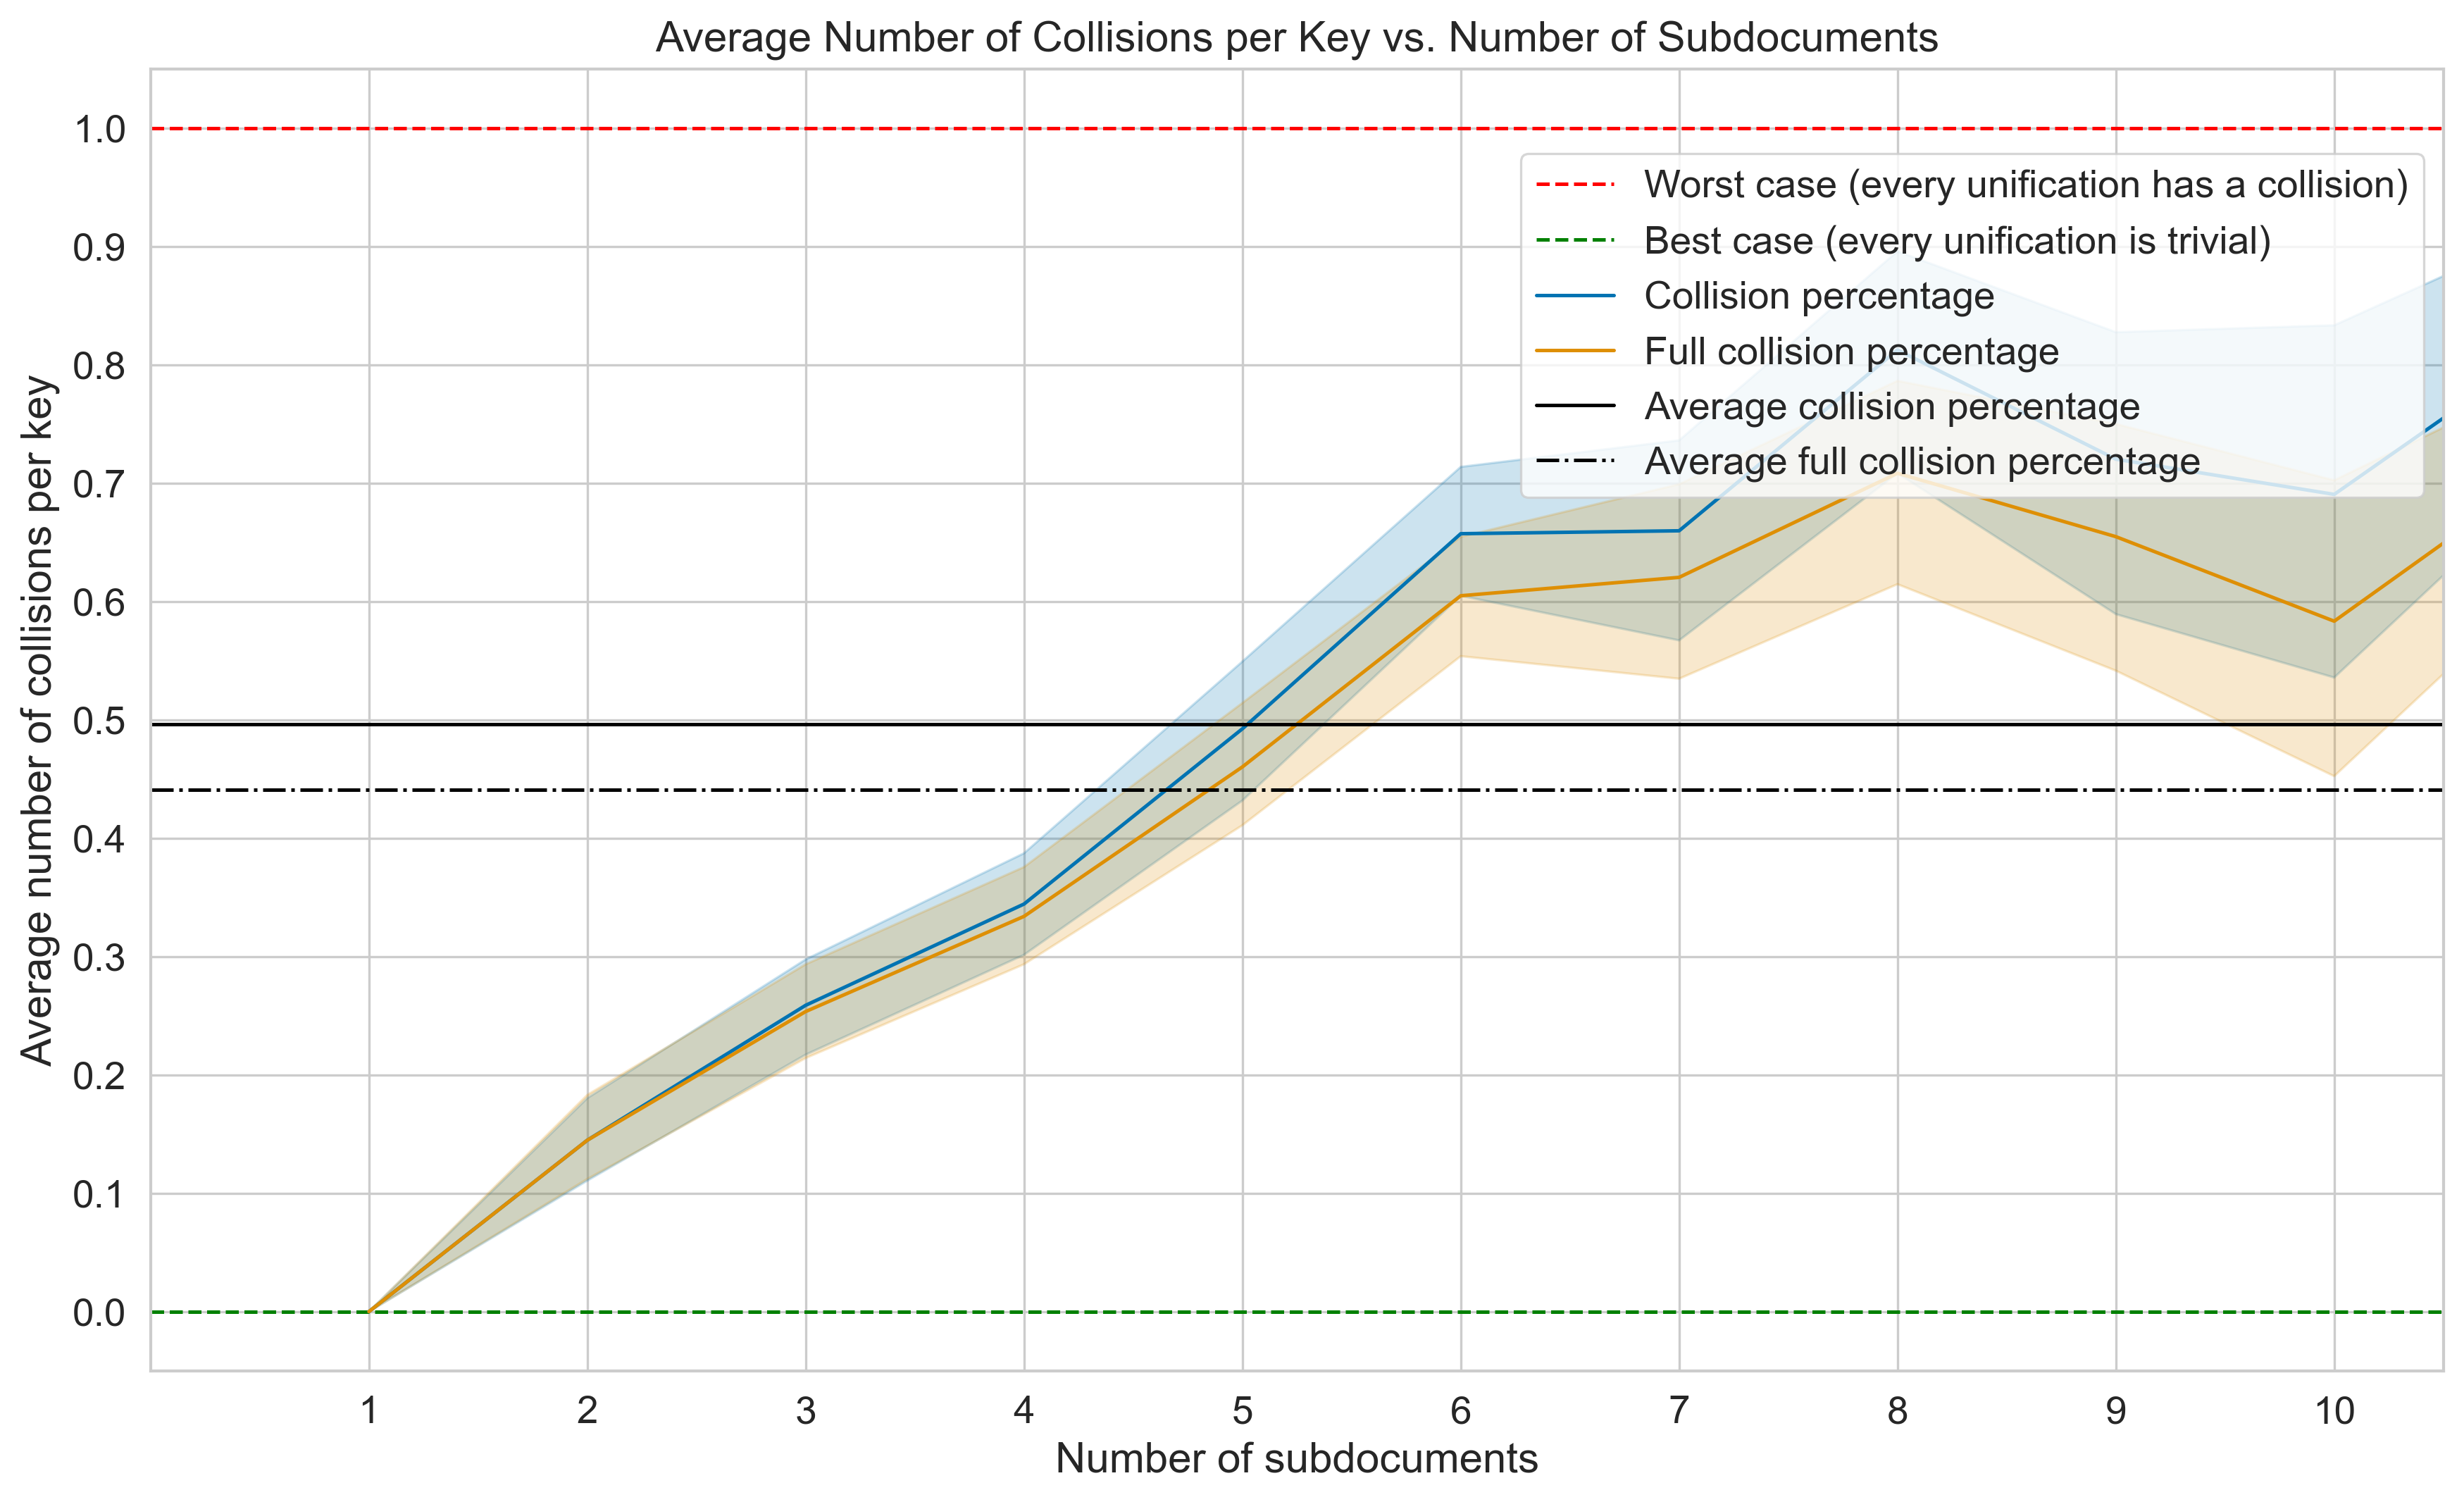 Average Number of Collisions per Key vs. Number of Subdocuments
1.0
0.9
0.8
0.7
0.6
0.5
0.4
0.3
0.2
0.1
0.0
Average number of collisions per key
Worst case (every unification has a collision)
Best case (every unification is trivial)
Collision percentage
Full collision percentage
Average collision percentage
Average full collision percentage
1 2 3 4 5 6 7 8 9 10
Number of subdocuments